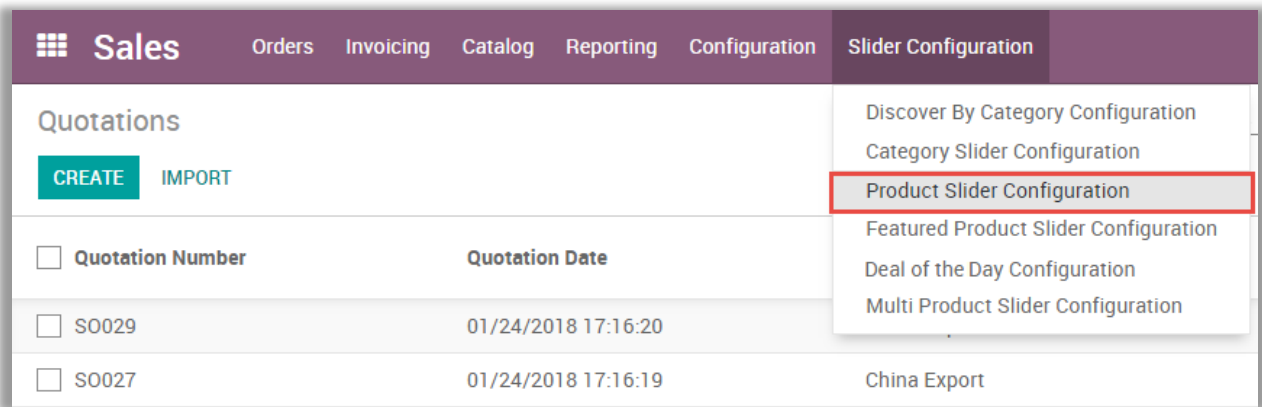 Sales Orders Invoicing Catalog Reporting Configuration Slider Configuration
Quotations
Discover By Category Configuration
Category Slider Configuration
CREATE IMPORT
Product Slider Configuration
Featured Product Slider Configuration
Quotation Number Quotation Date
Deal of the Day Configuration
Multi Product Slider Configuration
SO029 01/24/2018 17:16:20
SO027 01/24/2018 17:16:19 China Export